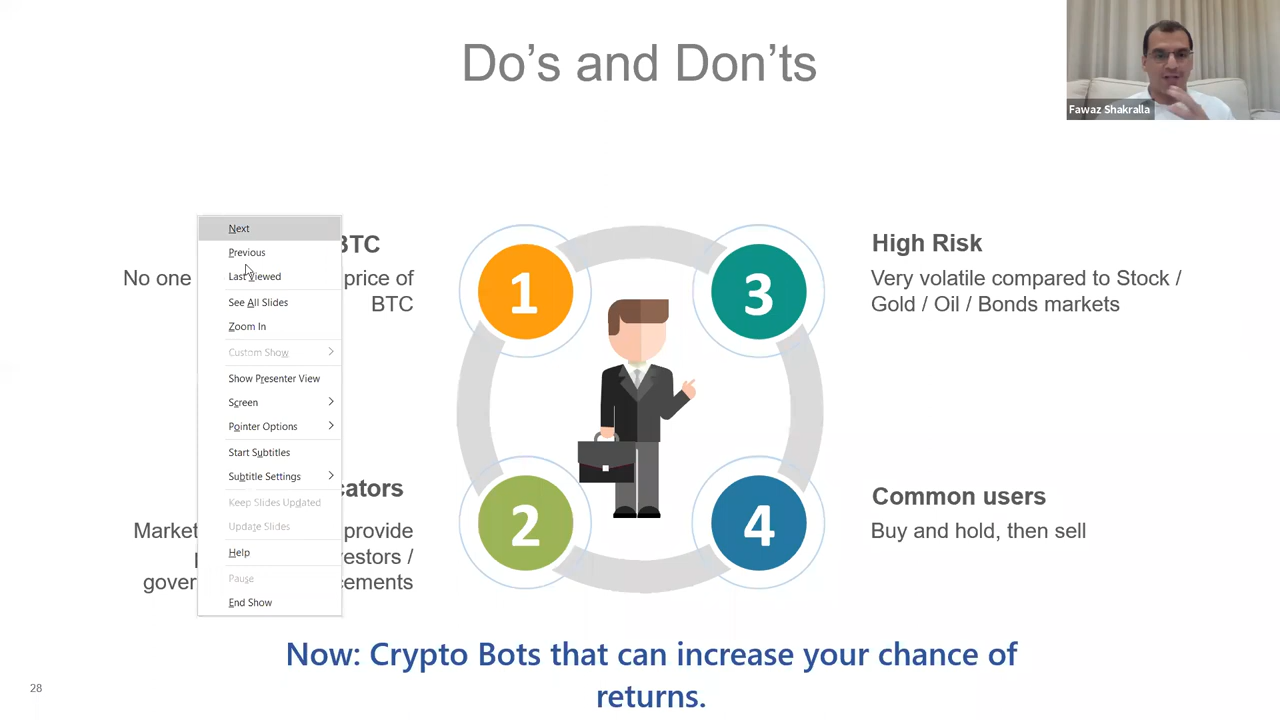 Do's and Don'ts
Fawaz Shakralla
BTC
No one
price of
BTC
1
3
High Risk
Very volatile compared to Stock /
Gold / Oil / Bonds markets
Next
Previous
Last Viewed
See All Slides
Zoom In
Custom Show
Show Presenter View
Screen
Pointer Options
Start Subtitles
Subtitle Settings
Keep Slides Updated
Update Slides
Help
Pause
End Show
Market
provide
2
4
Common users
Buy and hold, then sell
Now: Crypto Bots that can increase your chance of
returns.
28